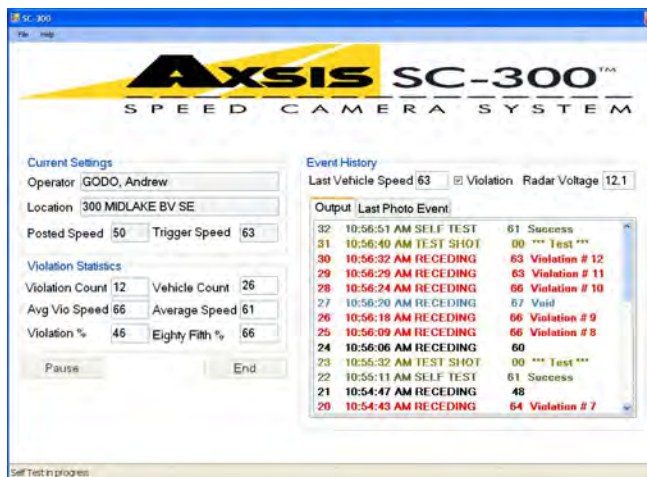 SC-300
File Help
AXSIS SC-300™
SPEED CAMERA SYSTEM
Current Settings
Operator GODO, Andrew
Location 300 MIDLAKE BV SE
Posted Speed 50 Trigger Speed 63
Violation Statistics
Violation Count 12 Vehicle Count 26
Avg Vio Speed 66 Average Speed 61
Violation % 46 Eighty Fifth % 66
Pause End
Event History
Last Vehicle Speed 63 Violation Radar Voltage 12.1
Output Last Photo Event
32 10:56:51 AM SELF TEST 61 Success
31 10:56:40 AM TEST SHOT 00 *** Test ***
30 10:56:32 AM RECEDING 63 Violation # 12
29 10:56:29 AM RECEDING 63 Violation # 11
28 10:56:24 AM RECEDING 66 Violation # 10
27 10:56:20 AM RECEDING 67 Void
26 10:56:18 AM RECEDING 66 Violation # 9
25 10:56:09 AM RECEDING 66 Violation # 8
24 10:56:06 AM RECEDING 60
23 10:55:32 AM TEST SHOT 00 *** Test ***
22 10:55:11 AM SELF TEST 61 Success
21 10:54:47 AM RECEDING 48
20 10:54:43 AM RECEDING 64 Violation # 7
Self Test in progress